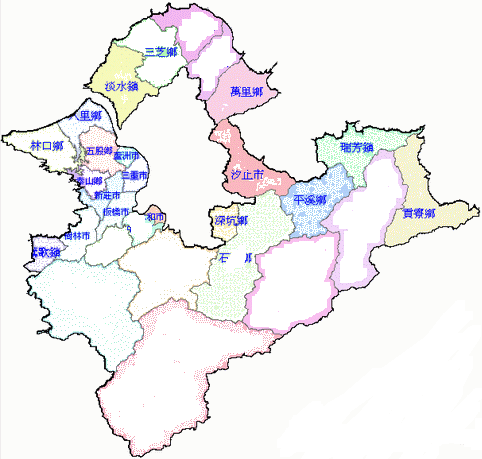 三芝鄉
淡水鎮
萬里鄉
八里鄉
林口鄉
五股鄉
蘆洲市
瑞芳鎮
汐止市
三重市
泰山鄉
新莊市
平溪鄉
板橋市
和市
深坑鄉
貢寮鄉
樹林市
鶯歌鎮
石